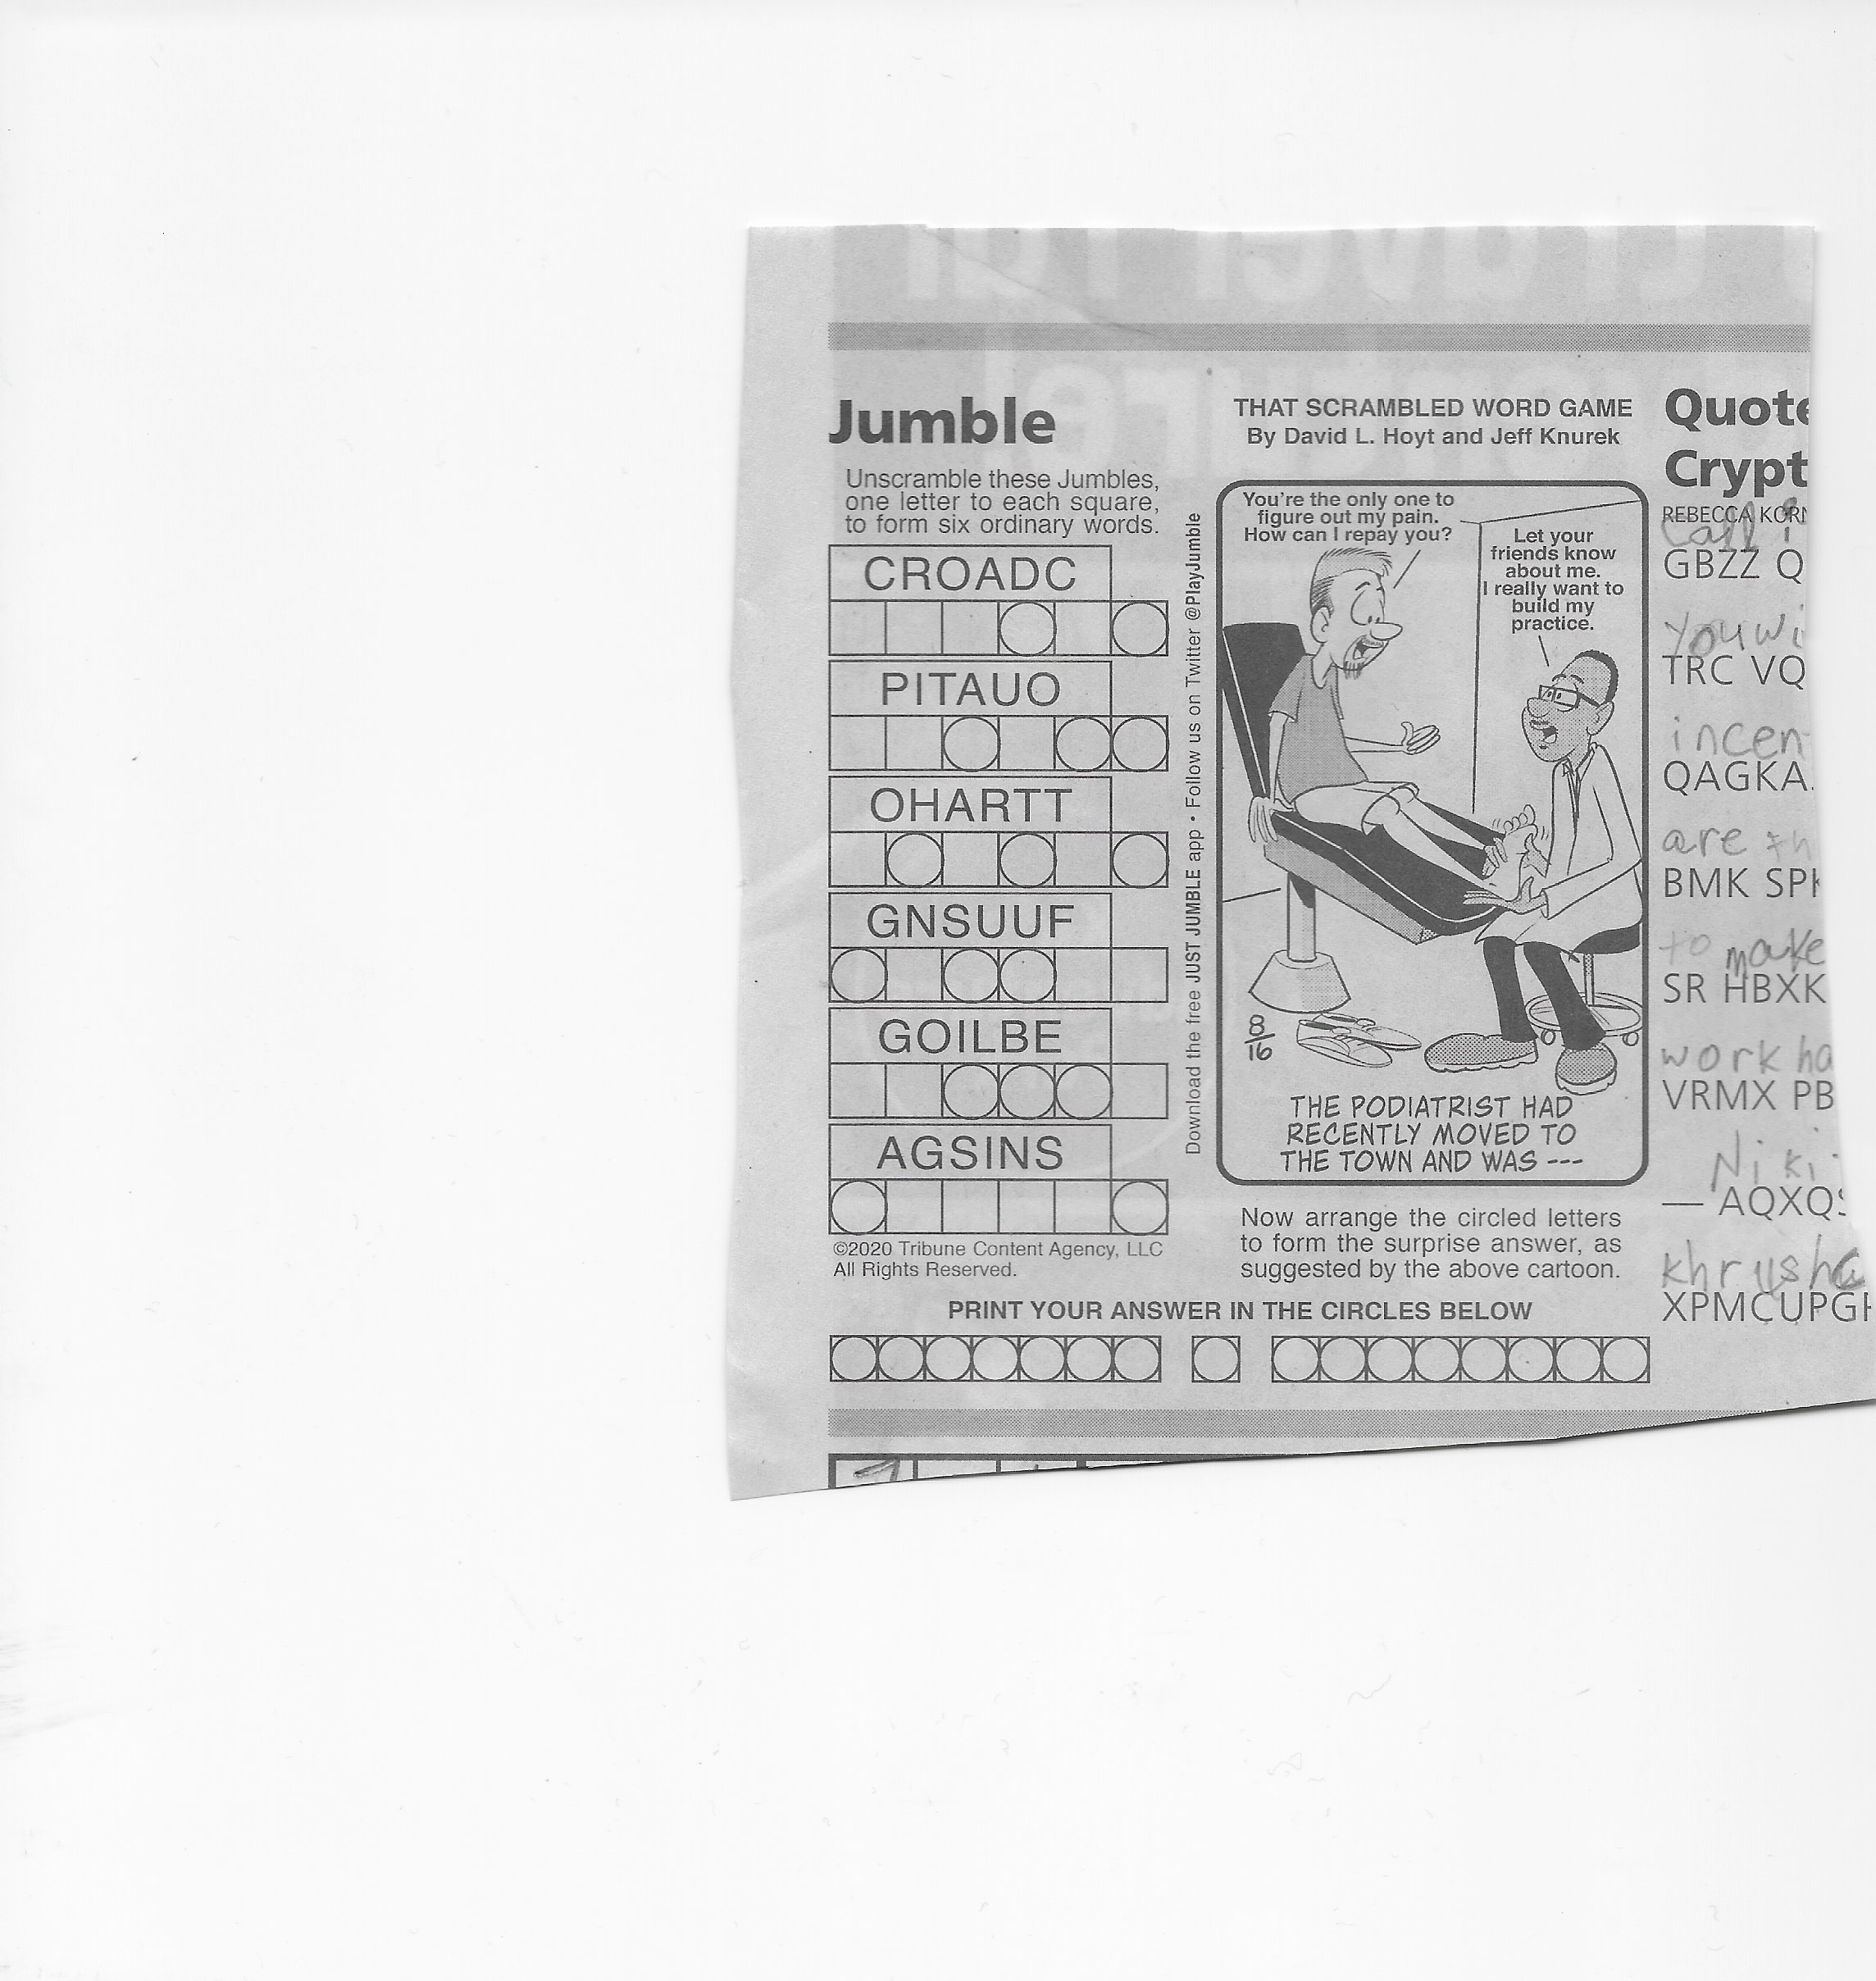 Jumble
THAT SCRAMBLED WORD GAME
By David L. Hoyt and Jeff Knurek
Unscramble these Jumbles,
one letter to each square,
to form six ordinary words.
CROADC
PITAUO
OHARTT
GNSUUF
GOILBE
AGSINS
©2020 Tribune Content Agency, LLC
All Rights Reserved.
Download the free JUST JUMBLE app • Follow us on Twitter @PlayJumble
You're the only one to
figure out my pain.
How can I repay you?
Let your
friends know
about me.
I really want to
build my
practice.
8/16
THE PODIATRIST HAD
RECENTLY MOVED TO
THE TOWN AND WAS ---
Now arrange the circled letters
to form the surprise answer, as
suggested by the above cartoon.
PRINT YOUR ANSWER IN THE CIRCLES BELOW
Quote
Crypt
REBECCA KORN
call i
GBZZ Q
you wi
TRC VQ
incen
QAGKA
are th
BMK SPK
to make
SR HBXK
work ha
VRMX PB
Niki
— AQXQS
khrushc
XPMCUPGK